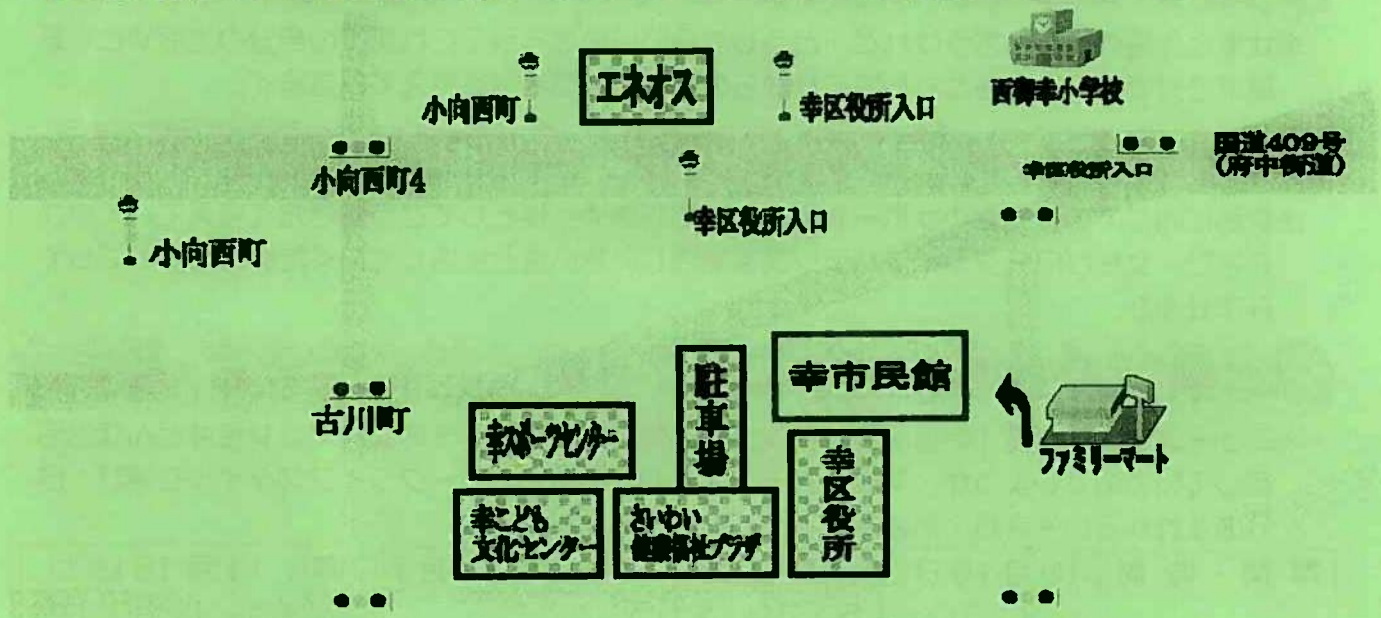 エネオス
小向西町
幸区役所入口
西御幸小学校
小向西町4
幸区役所入口
国道409号
(府中街道)
小向西町
幸区役所入口
駐車場
幸市民館
古川町
幸スポーツセンター
ファミリーマート
幸こども
文化センター
さいわい
健康福祉プラザ
幸区役所